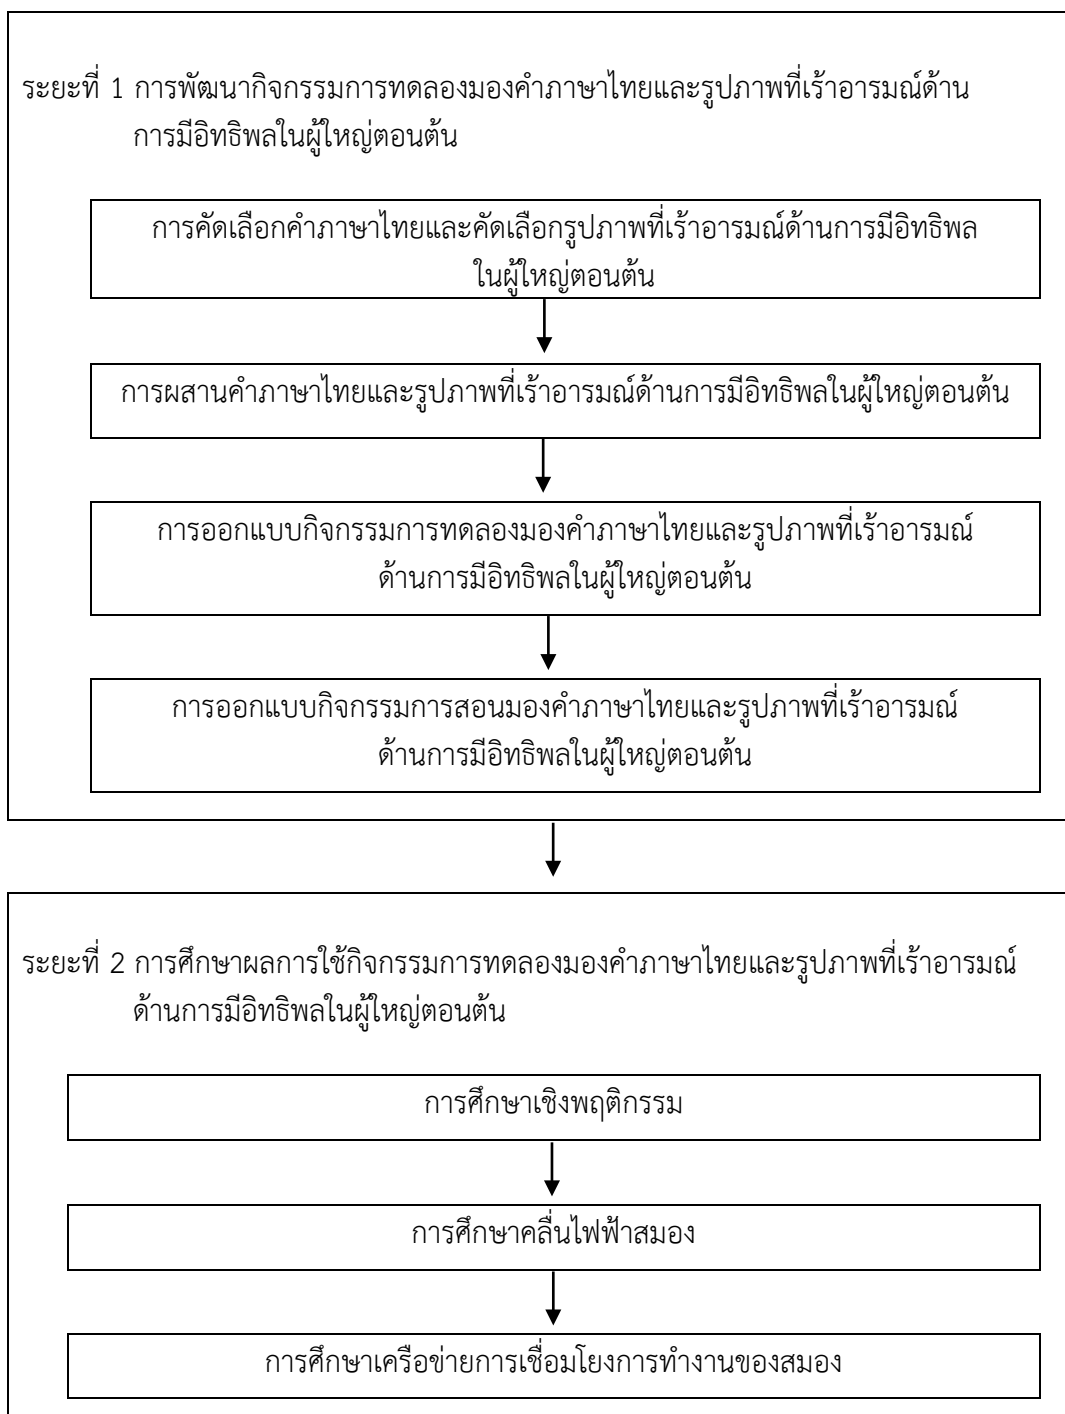 ระยะที่ 1 การพัฒนากิจกรรมการทดลองมองคำภาษาไทยและรูปภาพที่เร้าอารมณ์ด้าน
การมีอิทธิพลในผู้ใหญ่ตอนต้น
การคัดเลือกคำภาษาไทยและคัดเลือกรูปภาพที่เร้าอารมณ์ด้านการมีอิทธิพล
ในผู้ใหญ่ตอนต้น
การผสานคำภาษาไทยและรูปภาพที่เร้าอารมณ์ด้านการมีอิทธิพลในผู้ใหญ่ตอนต้น
การออกแบบกิจกรรมการทดลองมองคำภาษาไทยและรูปภาพที่เร้าอารมณ์
ด้านการมีอิทธิพลในผู้ใหญ่ตอนต้น
การออกแบบกิจกรรมการสอนมองคำภาษาไทยและรูปภาพที่เร้าอารมณ์
ด้านการมีอิทธิพลในผู้ใหญ่ตอนต้น
ระยะที่ 2 การศึกษาผลการใช้กิจกรรมการทดลองมองคำภาษาไทยและรูปภาพที่เร้าอารมณ์
ด้านการมีอิทธิพลในผู้ใหญ่ตอนต้น
การศึกษาเชิงพฤติกรรม
การศึกษาคลื่นไฟฟ้าสมอง
การศึกษาเครือข่ายการเชื่อมโยงการทำงานของสมอง